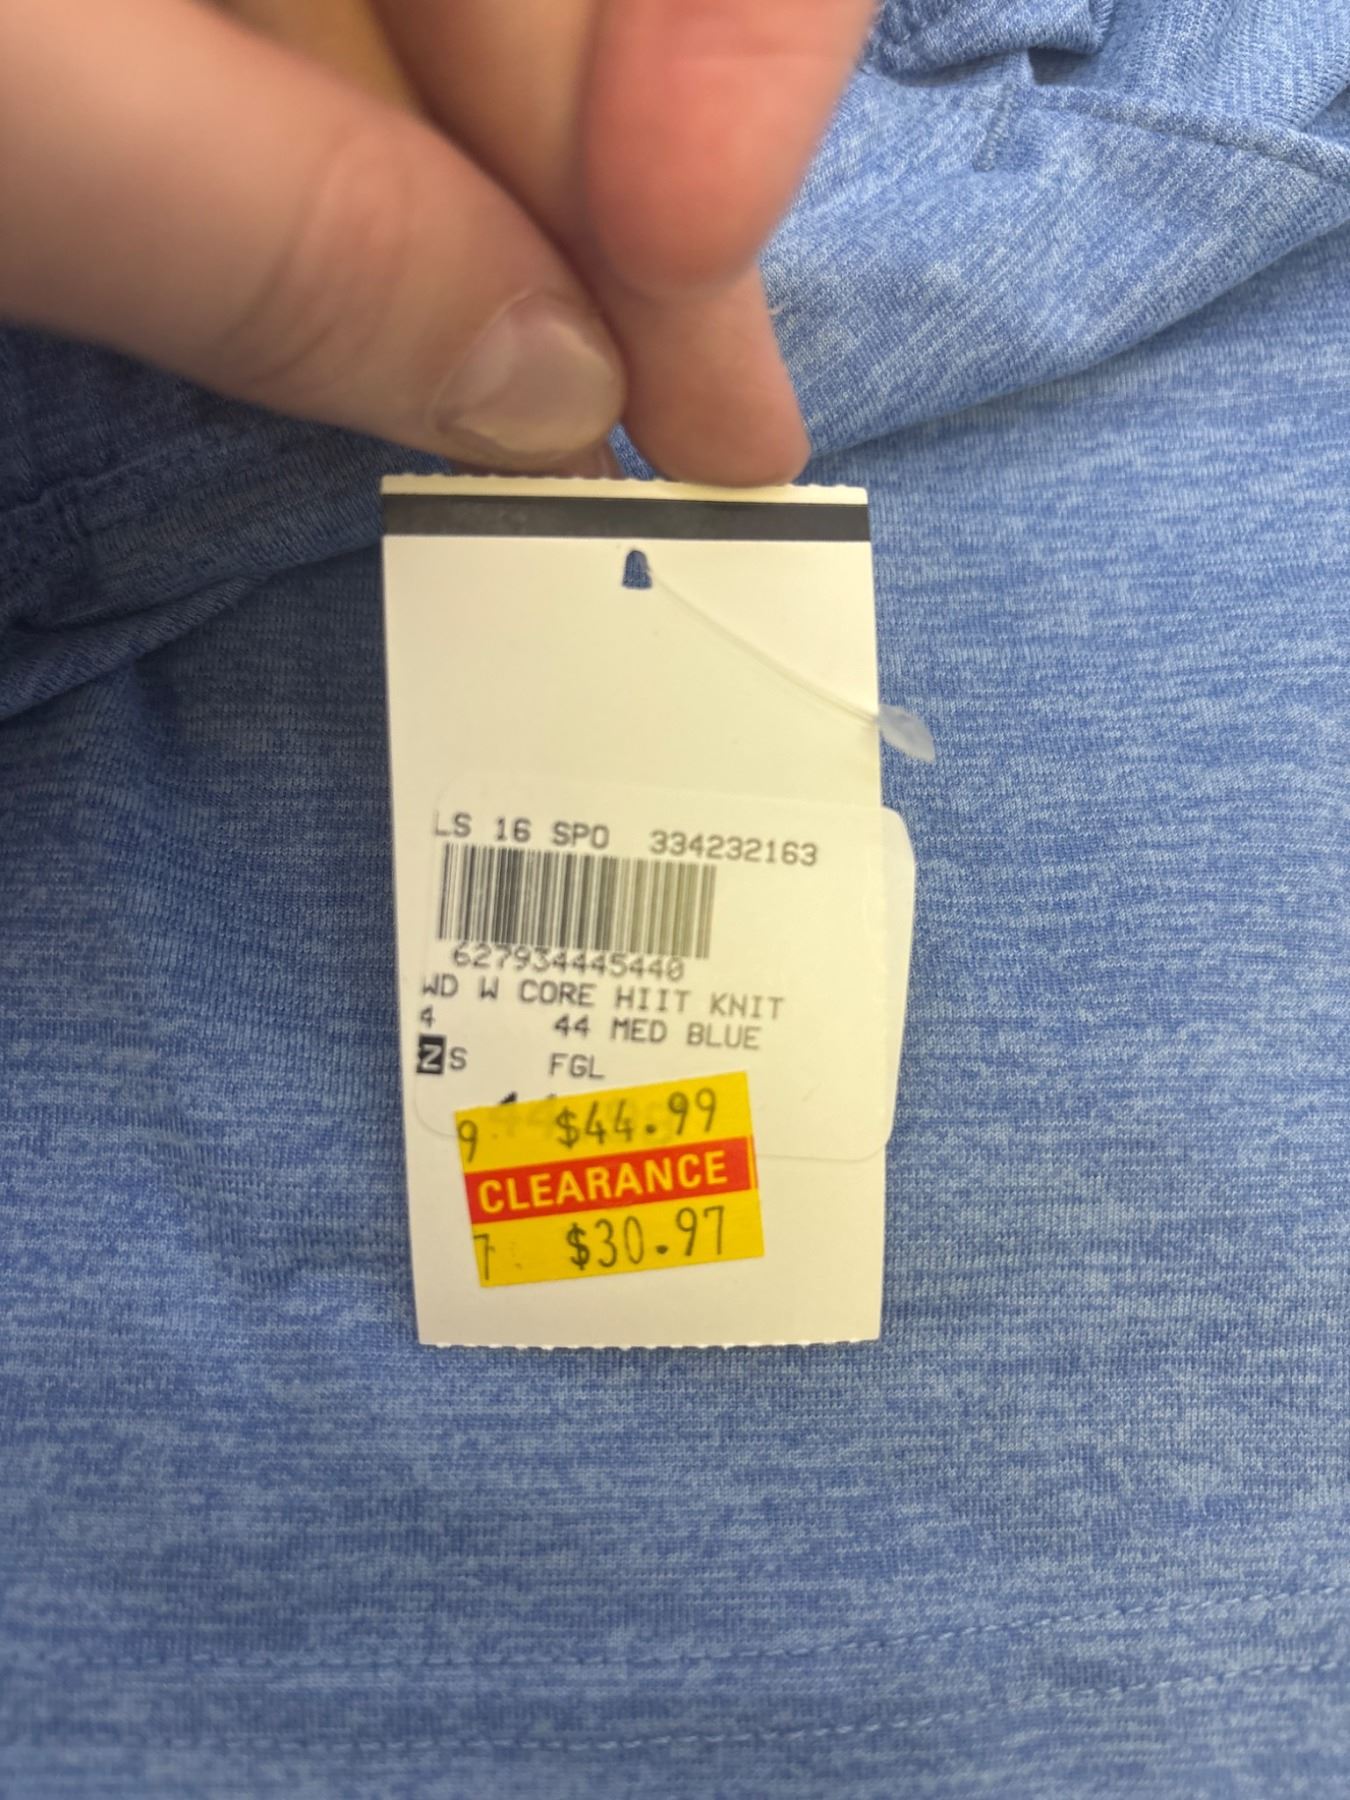 LS 16 SPO 334232163
627934445440
WD W CORE HIIT KNIT
4 44 MED BLUE
ZS FGL
9 $44.99
CLEARANCE
7 $30.97